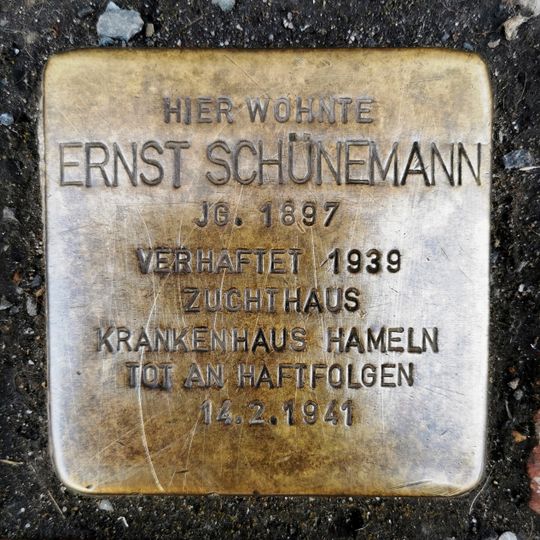 HIER WOHNTE
ERNST SCHÜNEMANN
JG. 1897
VERHAFTET 1939
ZUCHTHAUS
KRANKENHAUS HAMELN
TOT AN HAFTFOLGEN
14.2.1941